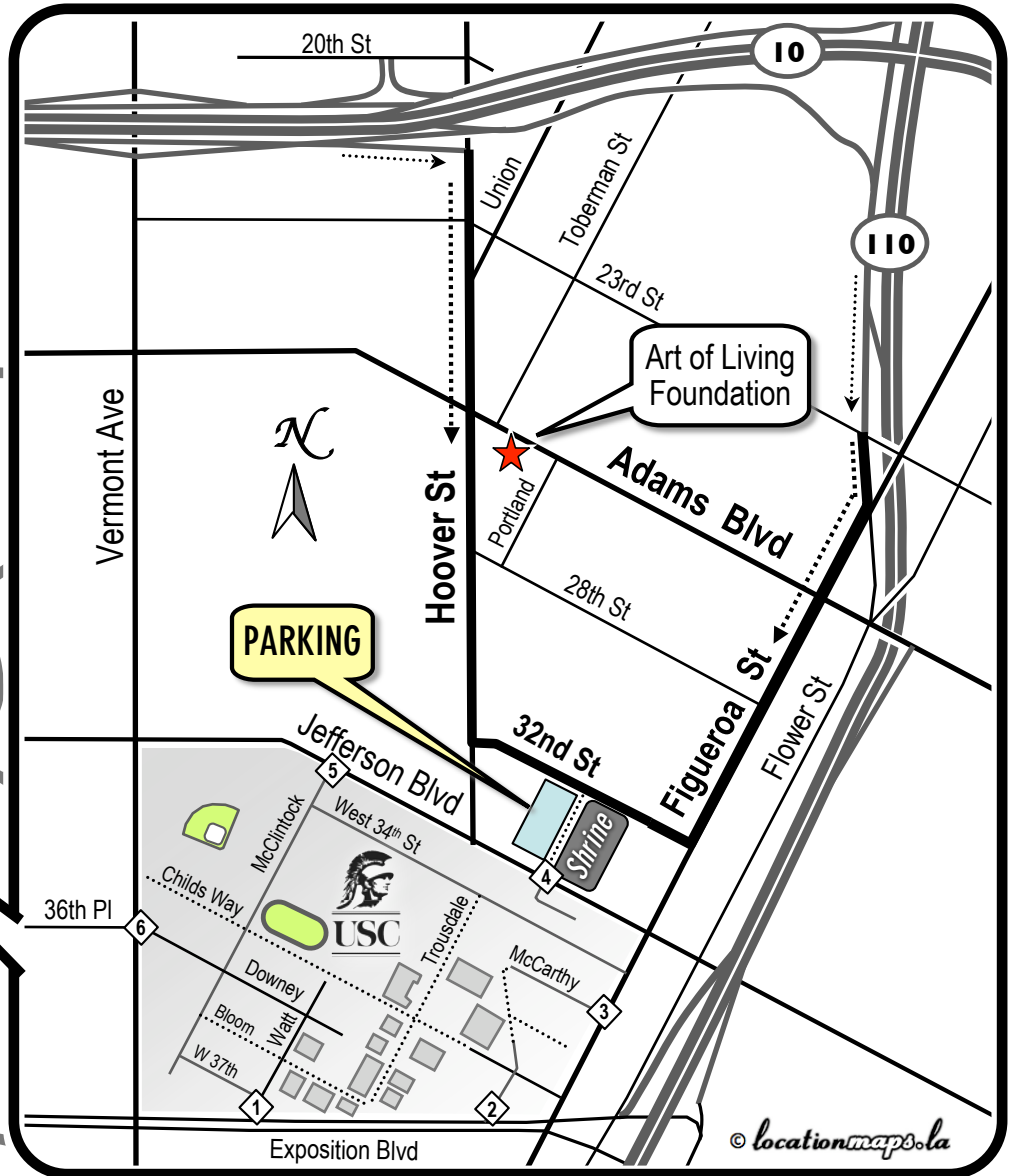 20th St
10
Union
Toberman St
110
23rd St
Art of Living
Foundation
Vermont Ave
N
Hoover St
Portland
Adams Blvd
28th St
PARKING
32nd St
Figueroa St
Flower St
Jefferson Blvd
5
West 34th St
McClintock
Shrine
4
Childs Way
USC
36th Pl
6
Trousdale
McCarthy
Downey
3
Bloom
Watt
W 37th
1
2
Exposition Blvd
© locationmaps.la